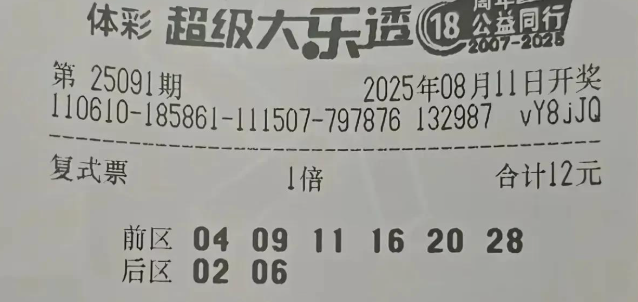 体彩 超级大乐透 18 周年 公益同行 2007-2025
第 25091期 2025年08月11日开奖
110610-185861-111507-797876 132987 vY8jJQ
复式票 1倍 合计12元
前区 04 09 11 16 20 28
后区 02 06